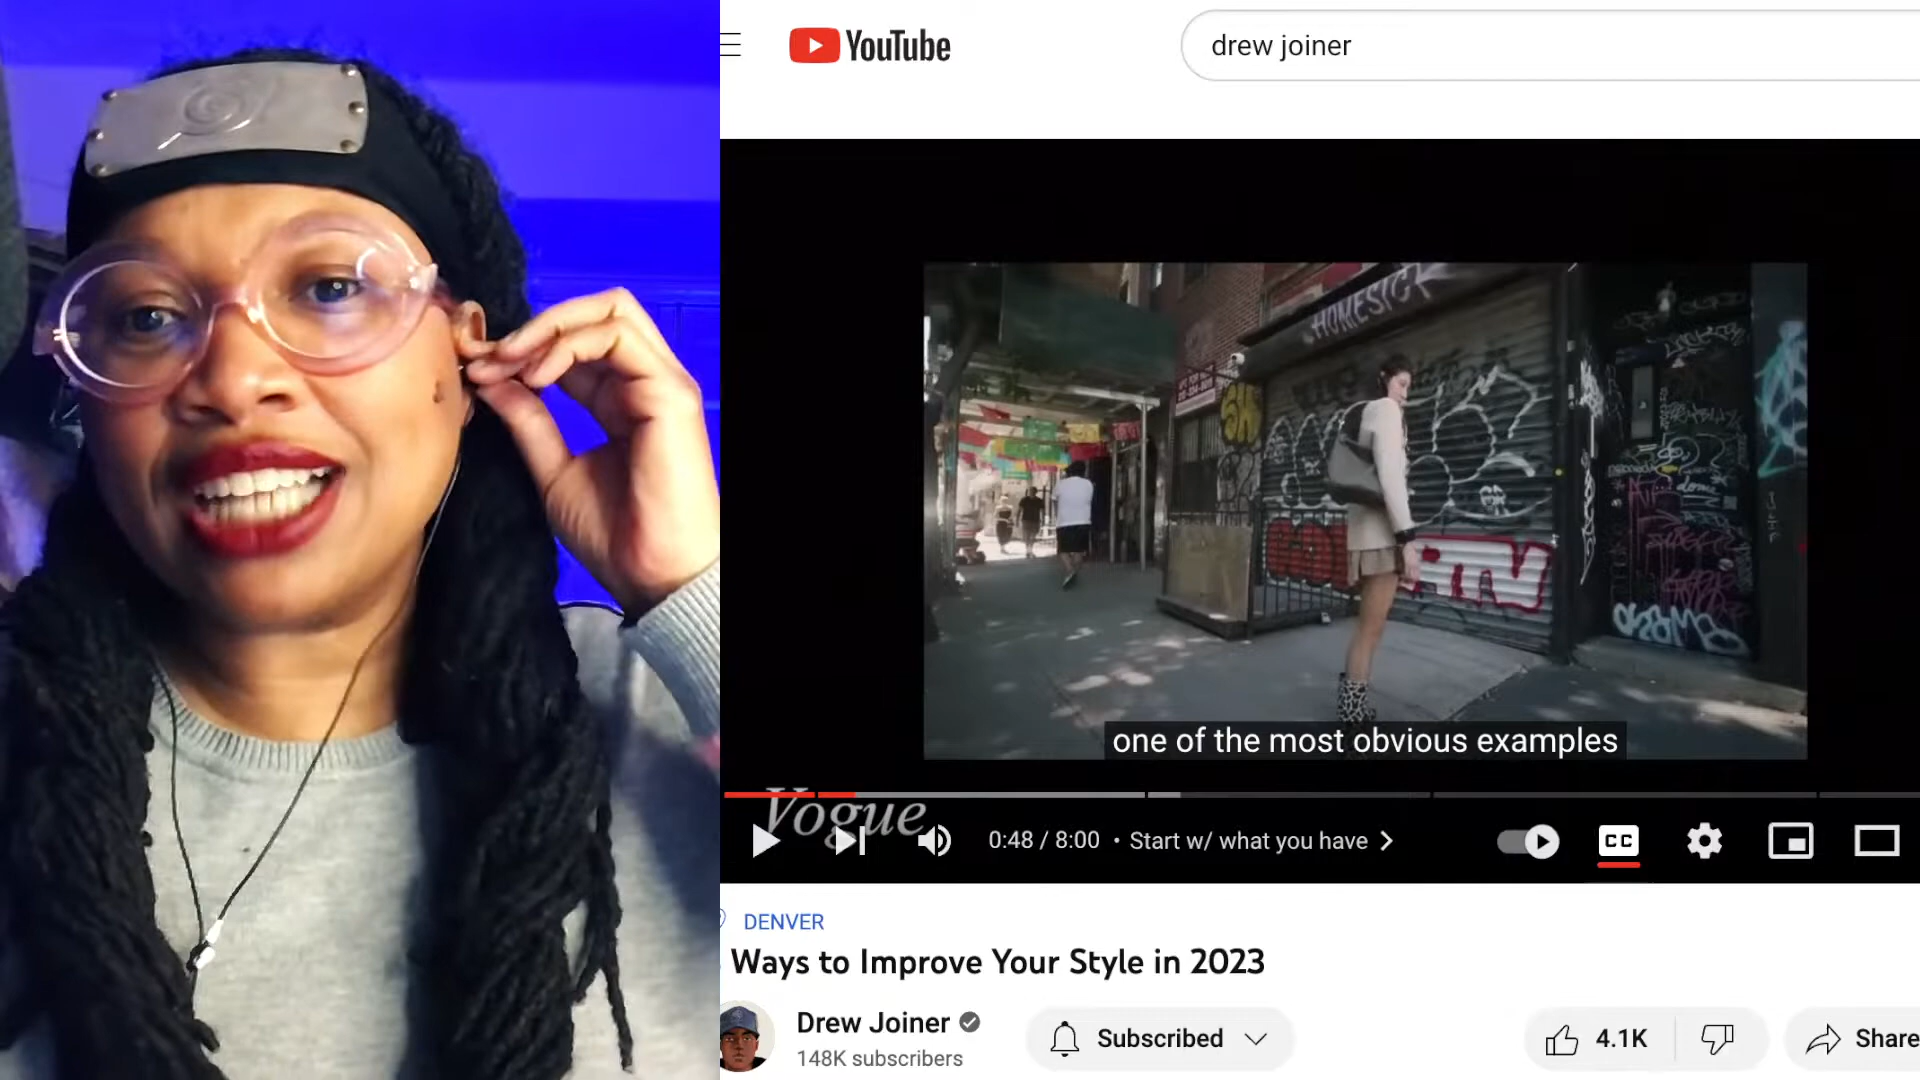 YouTube
drew joiner
HOMESICK
one of the most obvious examples
Vogue
0:48 / 8:00 • Start w/ what you have
CC
DENVER
Ways to Improve Your Style in 2023
Drew Joiner
148K subscribers
Subscribed
4.1K
Share